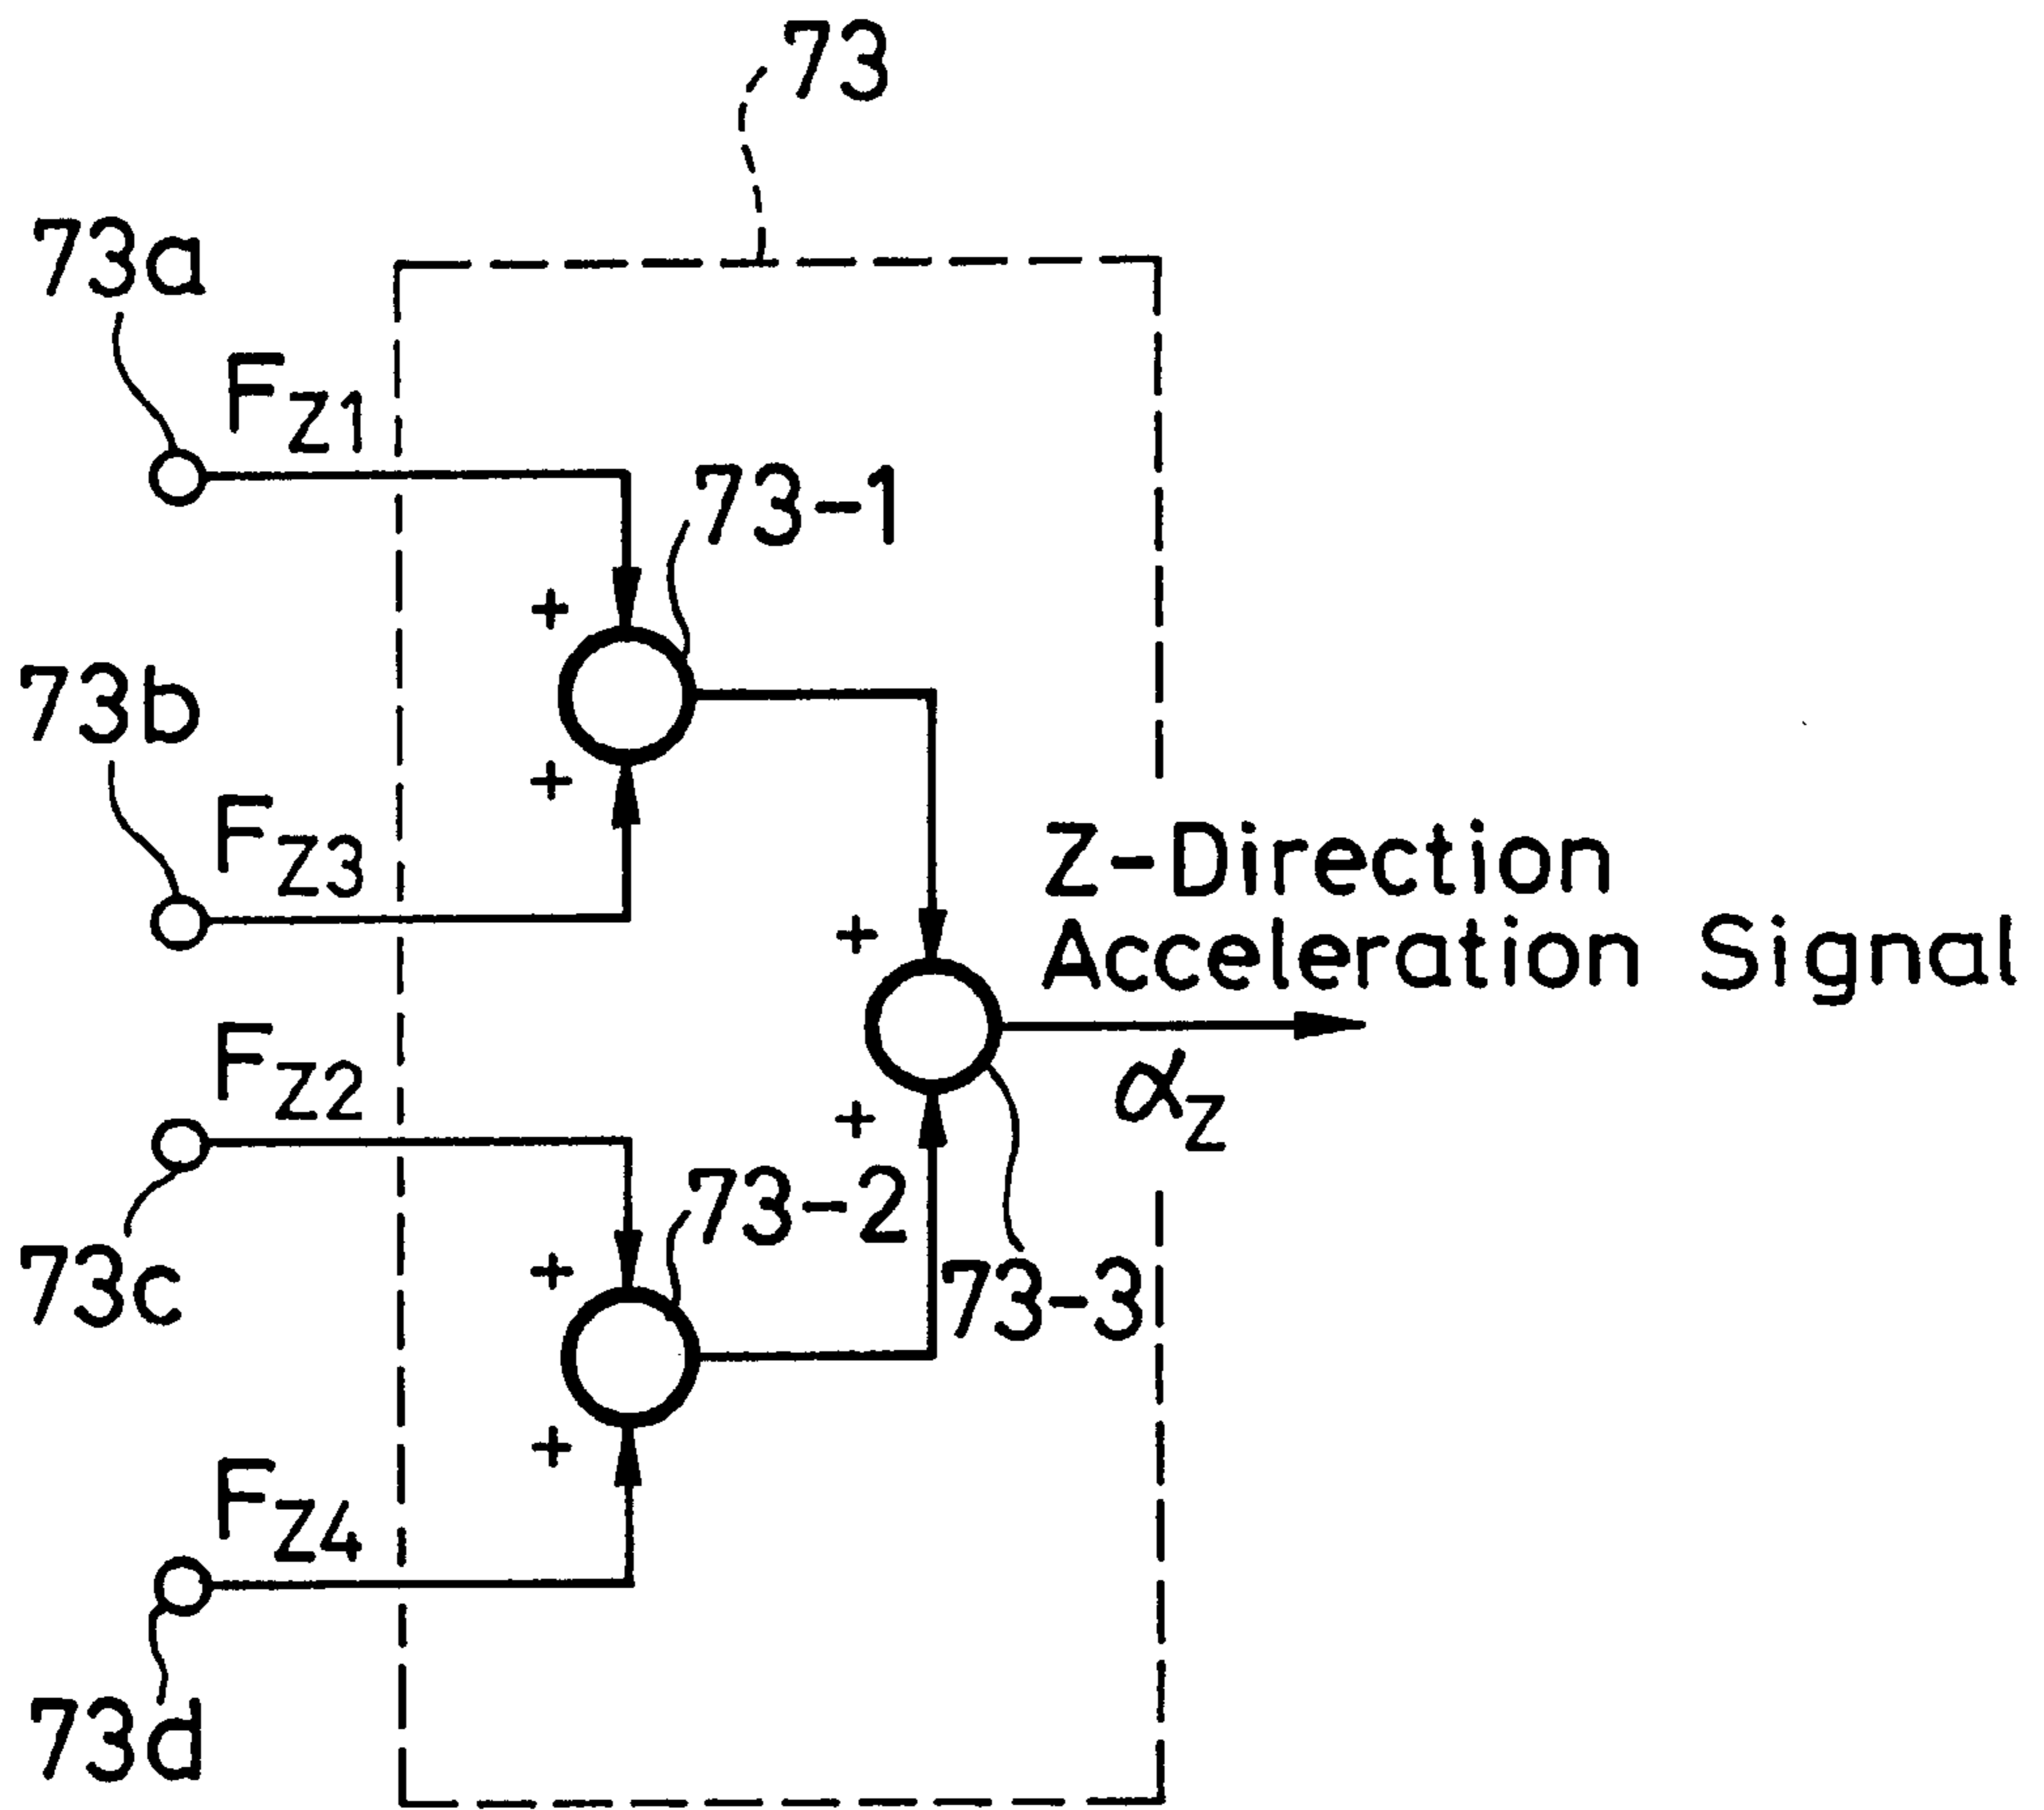 73
73a
FZ1
73-1
+
+
73b
FZ3
Z-Direction
Acceleration Signal
+
+
αZ
FZ2
73c
73-2
73-3
+
+
FZ4
73d